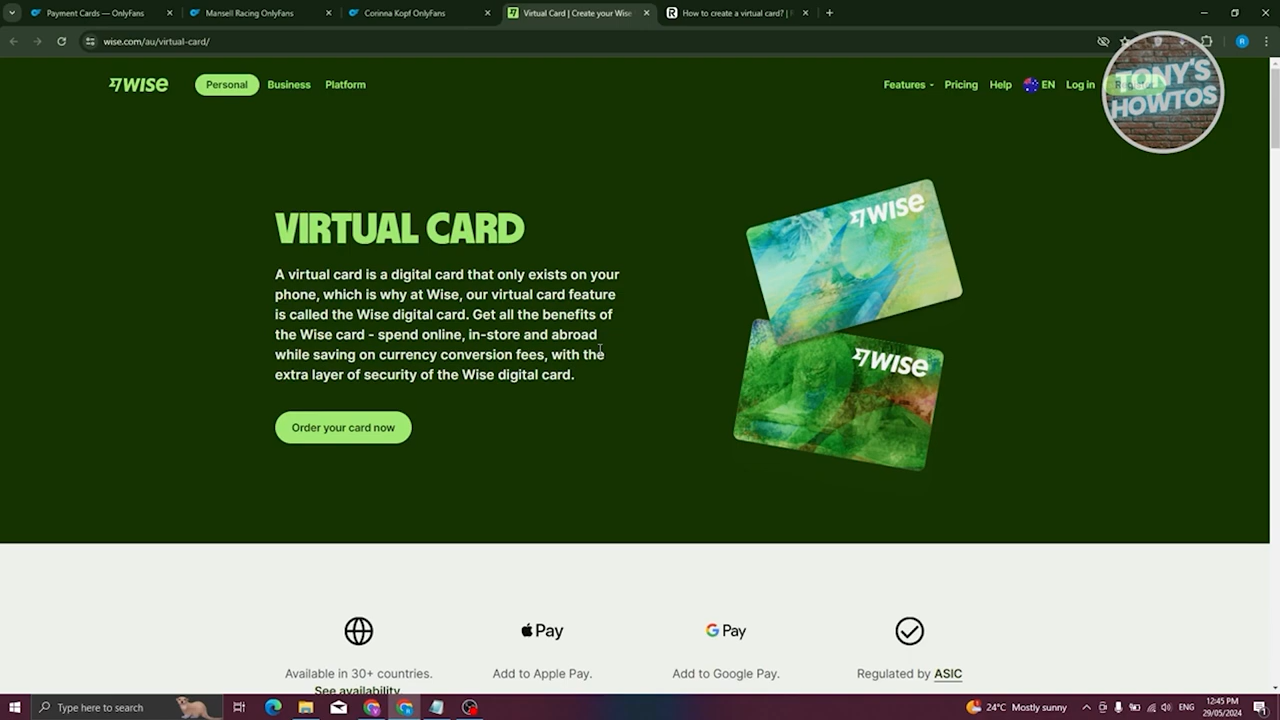 Payment Cards — OnlyFans
Mansell Racing OnlyFans
Corinna Kopf OnlyFans
Virtual Card | Create your Wise
How to create a virtual card? |
wise.com/au/virtual-card/
R
TONY'S
HOWTOS
WISE
Personal
Business
Platform
Features
Pricing
Help
EN
Log in
VIRTUAL CARD
A virtual card is a digital card that only exists on your
phone, which is why at Wise, our virtual card feature
is called the Wise digital card. Get all the benefits of
the Wise card - spend online, in-store and abroad
while saving on currency conversion fees, with the
extra layer of security of the Wise digital card.
Order your card now
WISE
WISE
Pay
G Pay
Available in 30+ countries.
See availability.
Add to Apple Pay.
Add to Google Pay.
Regulated by ASIC
Type here to search
24°C Mostly sunny
ENG
12:45 PM
29/05/2024